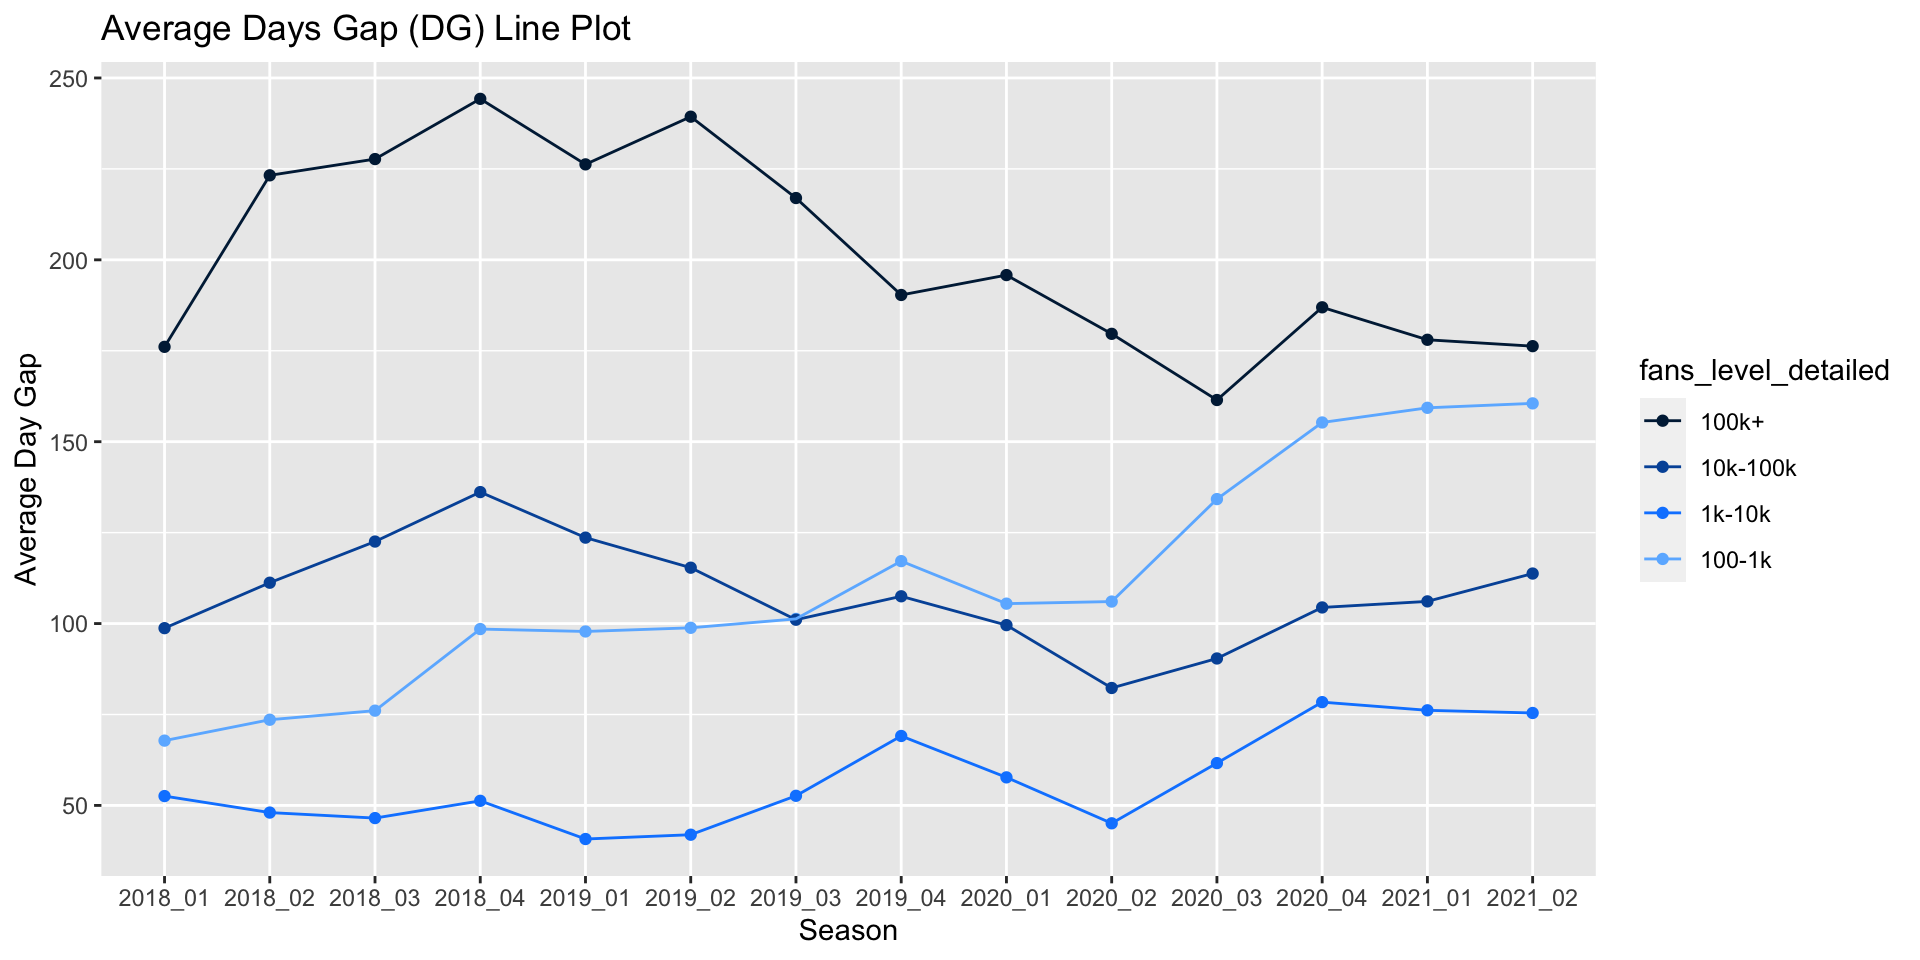 Average Days Gap (DG) Line Plot
Average Day Gap
250
200
150
100
50
2018_01 2018_02 2018_03 2018_04 2019_01 2019_02 2019_03 2019_04 2020_01 2020_02 2020_03 2020_04 2021_01 2021_02
Season
fans_level_detailed
100k+
10k-100k
1k-10k
100-1k